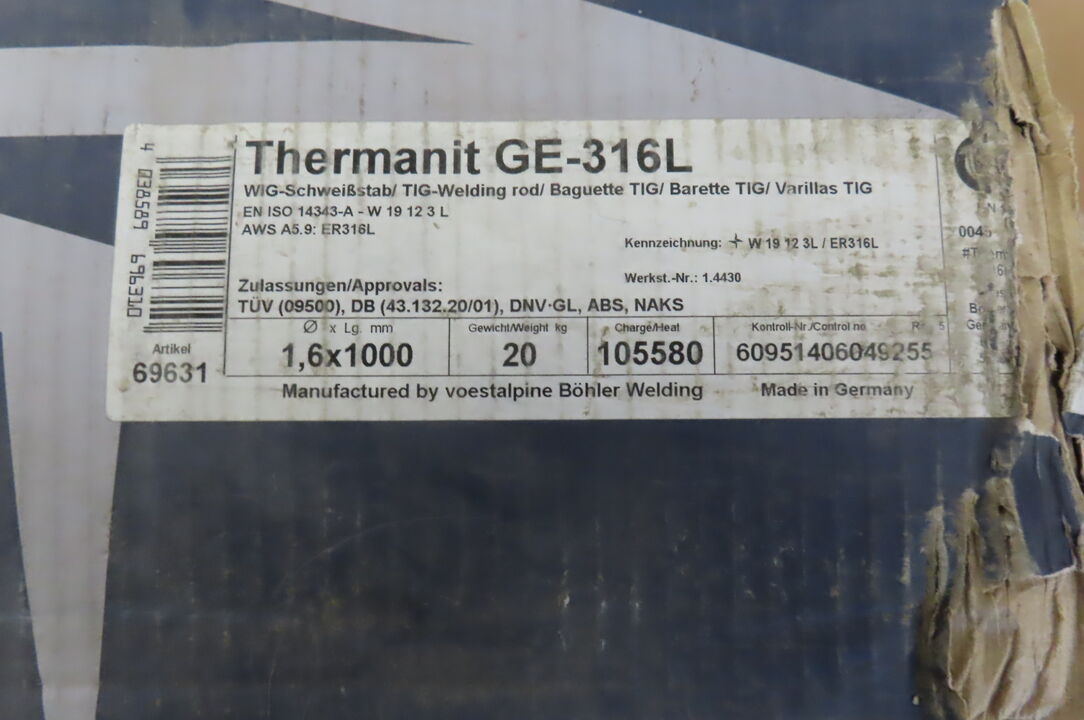 Thermanit GE-316L
WIG-Schweißstab/ TIG-Welding rod/ Baguette TIG/ Barette TIG/ Varillas TIG
EN ISO 14343-A - W 19 12 3 L
AWS A5.9: ER316L
Kennzeichnung: W 19 12 3L / ER316L
Werkst.-Nr.: 1.4430
Zulassungen/Approvals:
TÜV (09500), DB (43.132.20/01), DNV·GL, ABS, NAKS
Ø x Lg. mm Gewicht/Weight kg Charge/Heat Kontroll-Nr./Control no
1,6x1000 20 105580 60951406049255
Manufactured by voestalpine Böhler Welding Made in Germany
Artikel
69631